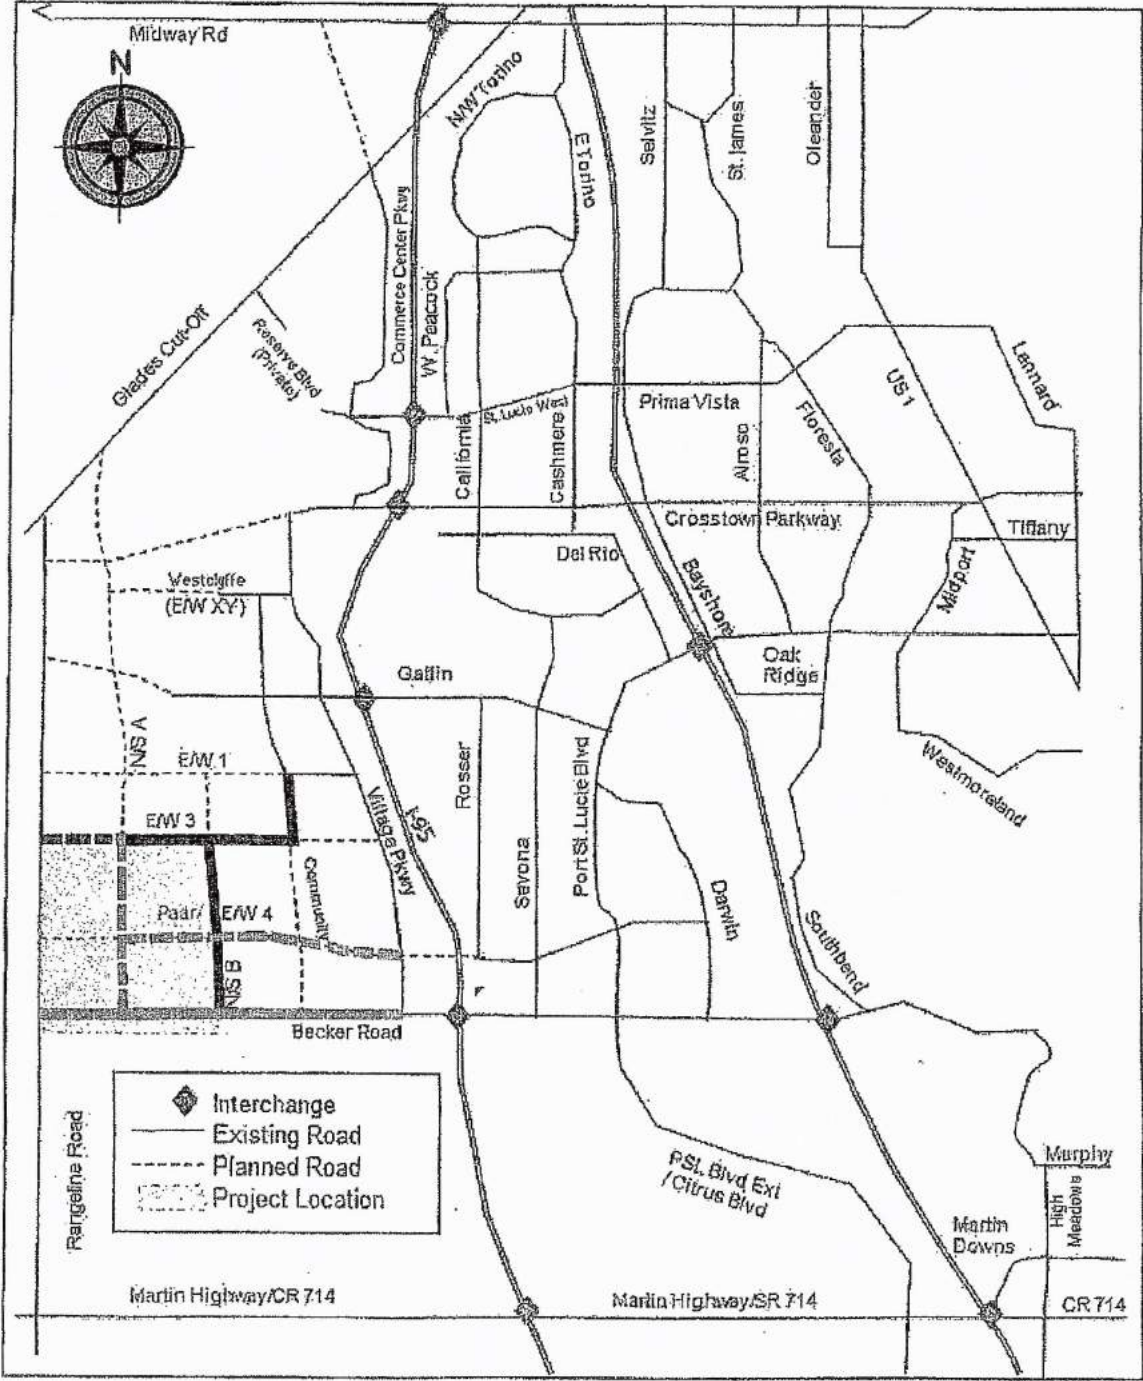 Midway Rd
N
N/W Torino
E Torino
Selvitz
St. James
Oleander
Commerce Center Pkwy
W. Peacock
Glades Cut-Off
Reserve Blvd
(Private)
St. Lucie West
California
Cashmere
Prima Vista
Airoso
Floresta
US 1
Lennard
Crosstown Parkway
Tiffany
Midport
Del Rio
Bayshore
Westcliffe
(E/W XY)
Gatlin
Oak
Ridge
Westmoreland
N/S A
E/W 1
Rosser
Port St. Lucie Blvd
Village Pkwy
I-95
E/W 3
Savona
Community
Darwin
Paar/
E/W 4
Southbend
N/S B
Becker Road
Interchange
Existing Road
Planned Road
Project Location
Rangeline Road
PSL Blvd Ext
/Citrus Blvd
Murphy
High
Meadows
Martin
Downs
Martin Highway/CR 714
Martin Highway/SR 714
CR 714